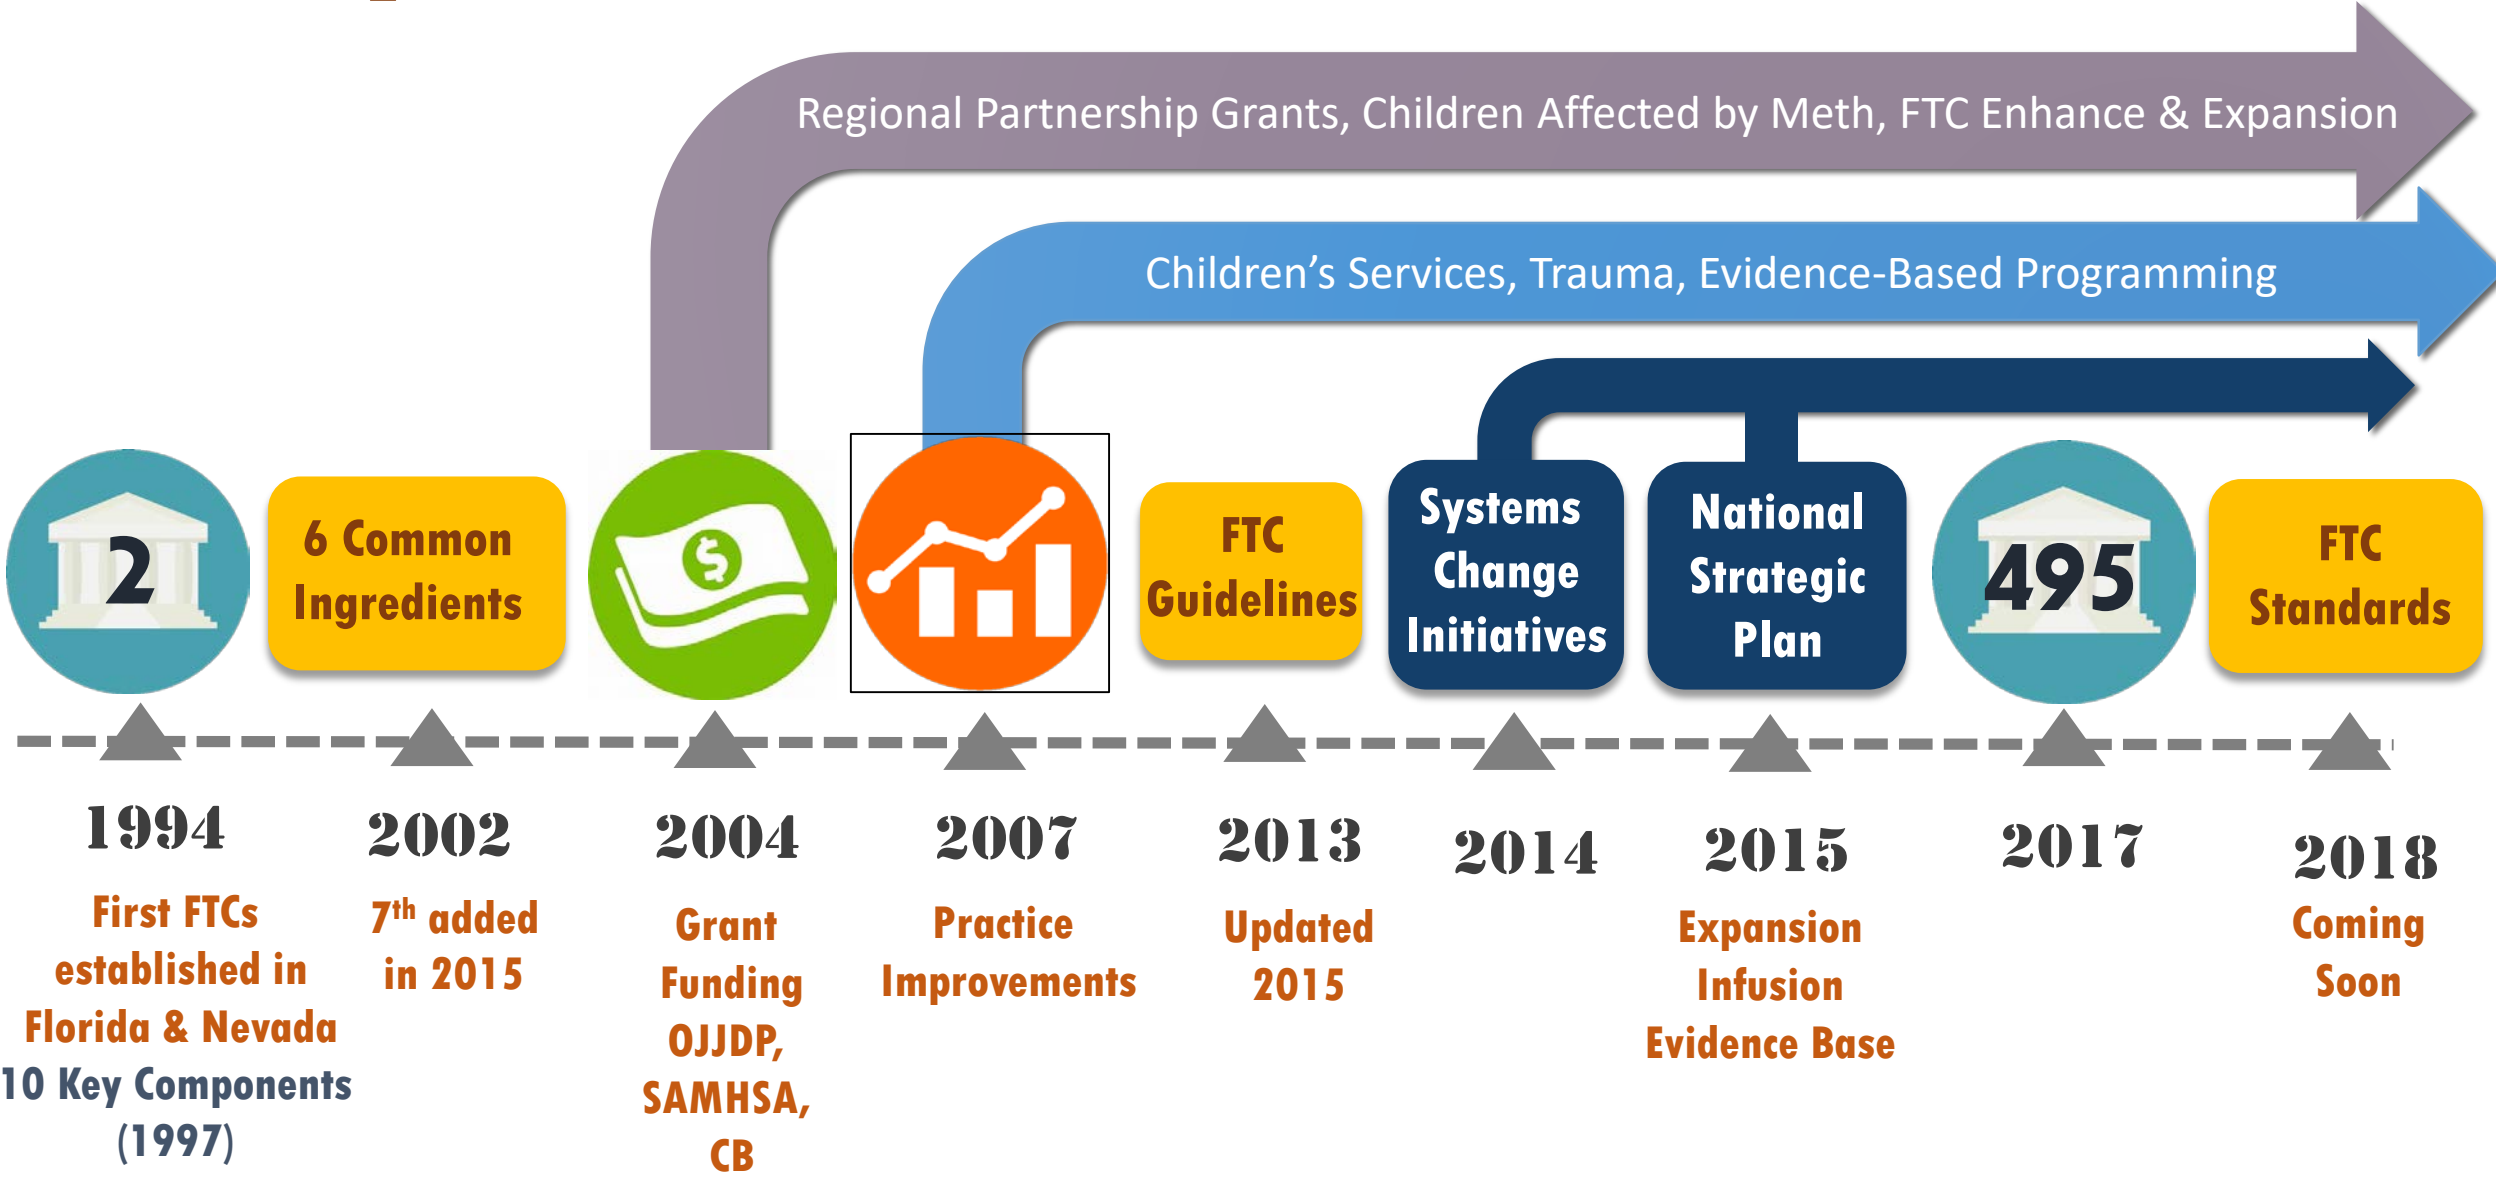 Regional Partnership Grants, Children Affected by Meth, FTC Enhance & Expansion
Children’s Services, Trauma, Evidence-Based Programming
2
6 Common
Ingredients
$
FTC
Guidelines
Systems
Change
Initiatives
National
Strategic
Plan
495
FTC
Standards
1994
First FTCs
established in
Florida & Nevada
10 Key Components
(1997)
2002
7th added
in 2015
2004
Grant
Funding
OJJDP,
SAMHSA,
CB
2007
Practice
Improvements
2013
Updated
2015
2014
2015
Expansion
Infusion
Evidence Base
2017
2018
Coming
Soon